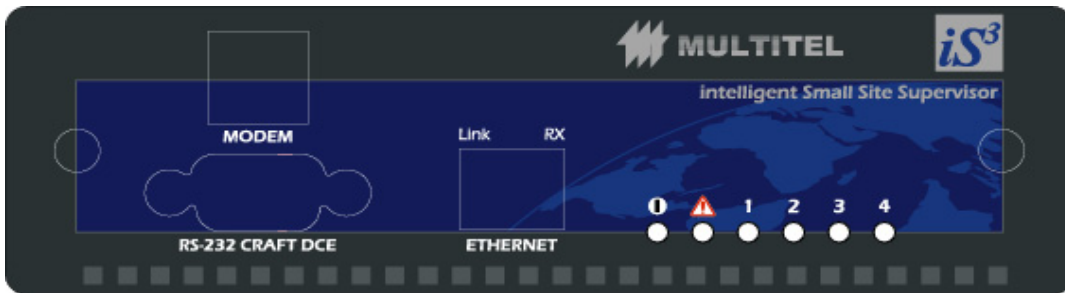 MULTITEL
iS³
intelligent Small Site Supervisor
MODEM
Link RX
1 2 3 4
RS-232 CRAFT DCE
ETHERNET